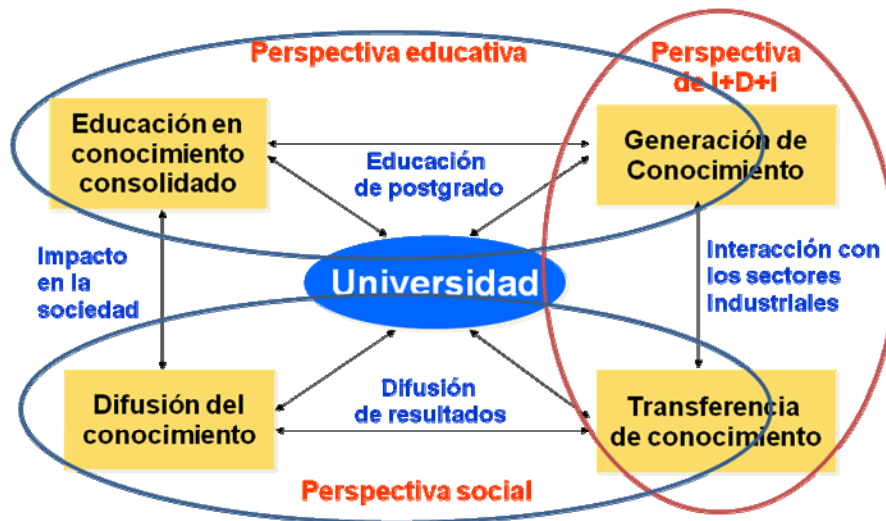 Perspectiva educativa
Perspectiva
de I+D+i
Educación en
conocimiento
consolidado
Educación
de postgrado
Generación de
Conocimiento
Impacto
en la
sociedad
Universidad
Interacción con
los sectores
industriales
Difusión del
conocimiento
Difusión
de resultados
Transferencia
de conocimiento
Perspectiva social